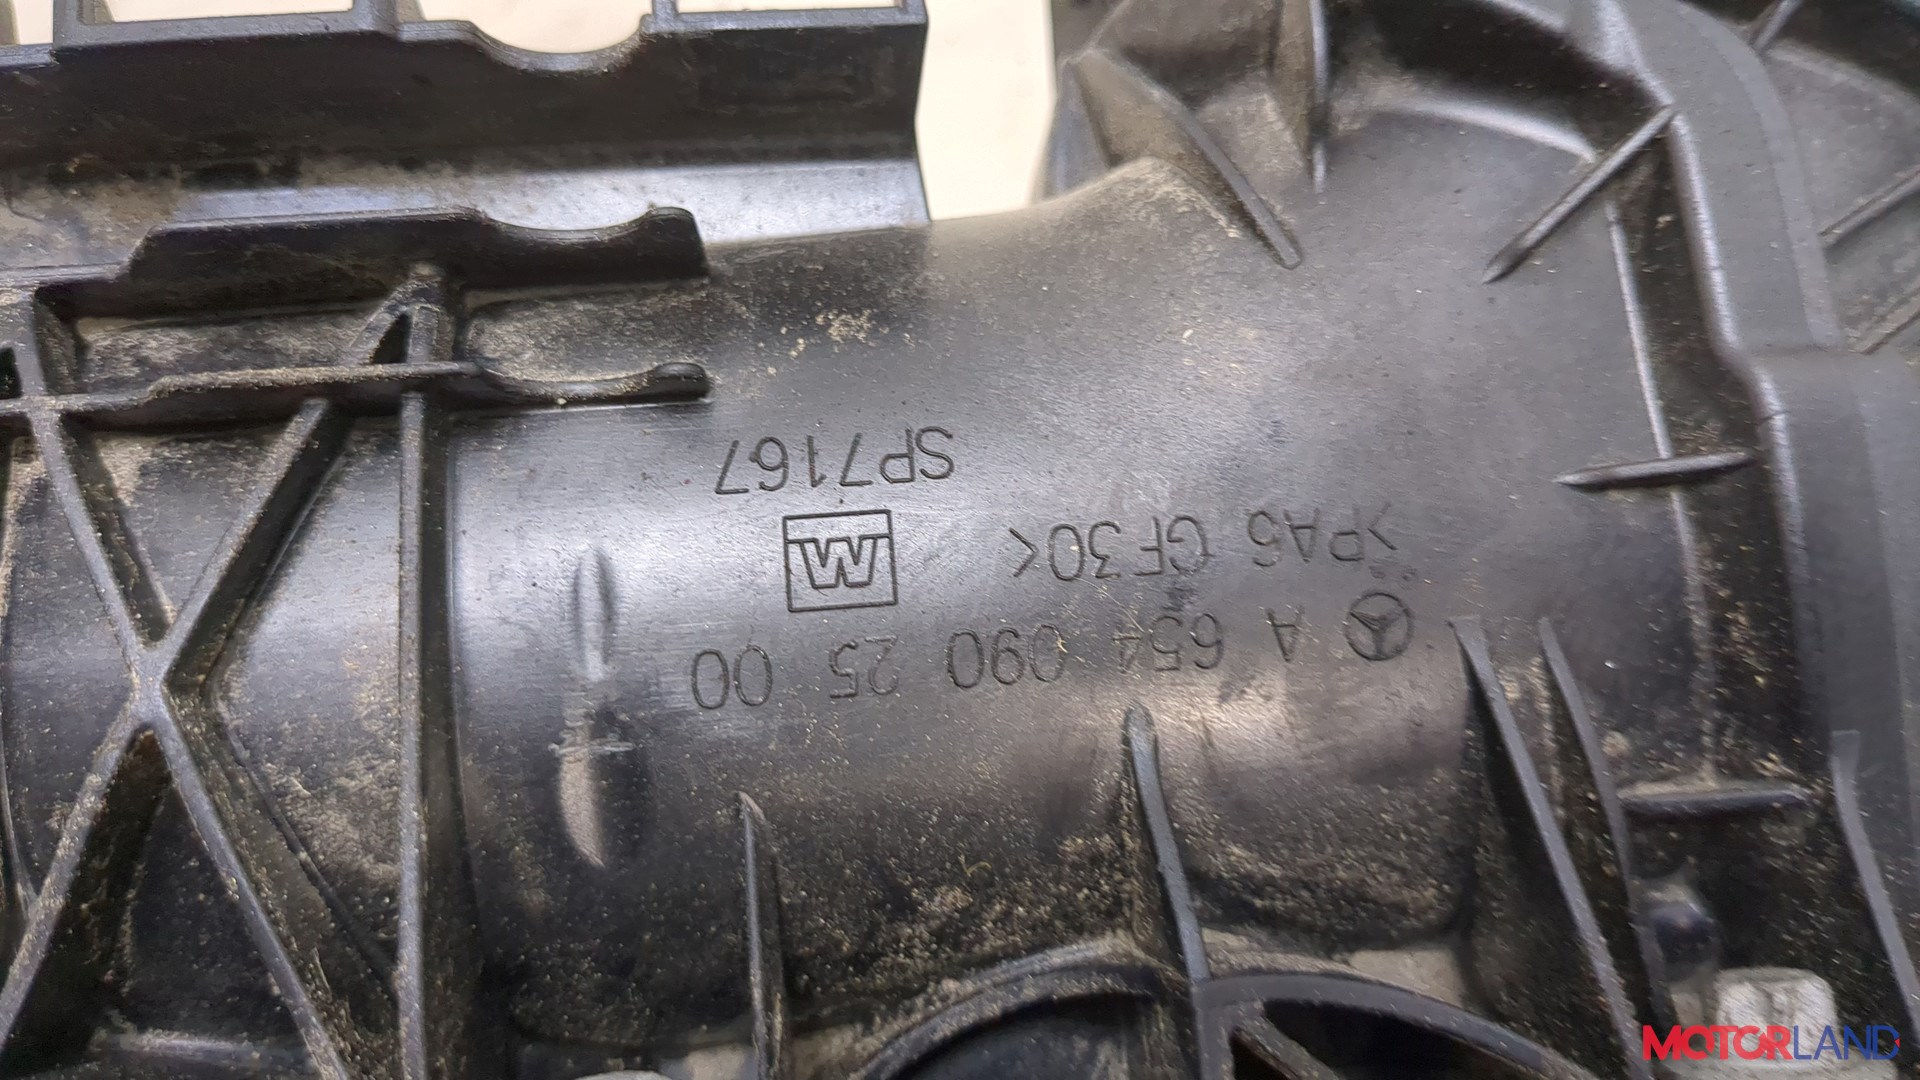 A 654 090 25 00
>PA6 GF30<
SP7167
MOTORLAND